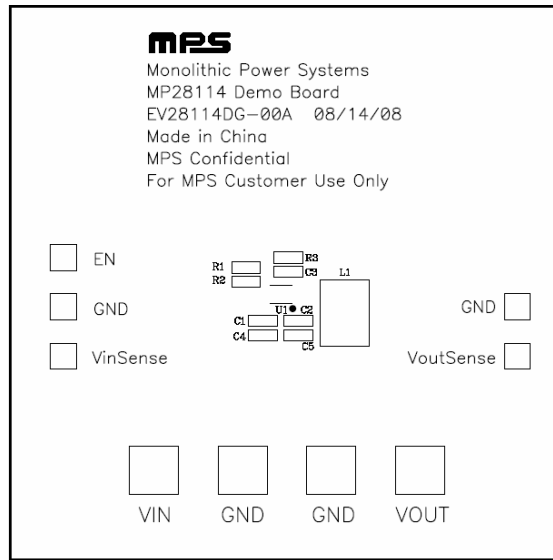 MPS
Monolithic Power Systems
MP28114 Demo Board
EV28114DG-00A 08/14/08
Made in China
MPS Confidential
For MPS Customer Use Only
R3
R1
C3
L1
R2
EN
GND
U1
C2
GND
C1
C4
C5
VinSense
VoutSense
VIN
GND
GND
VOUT